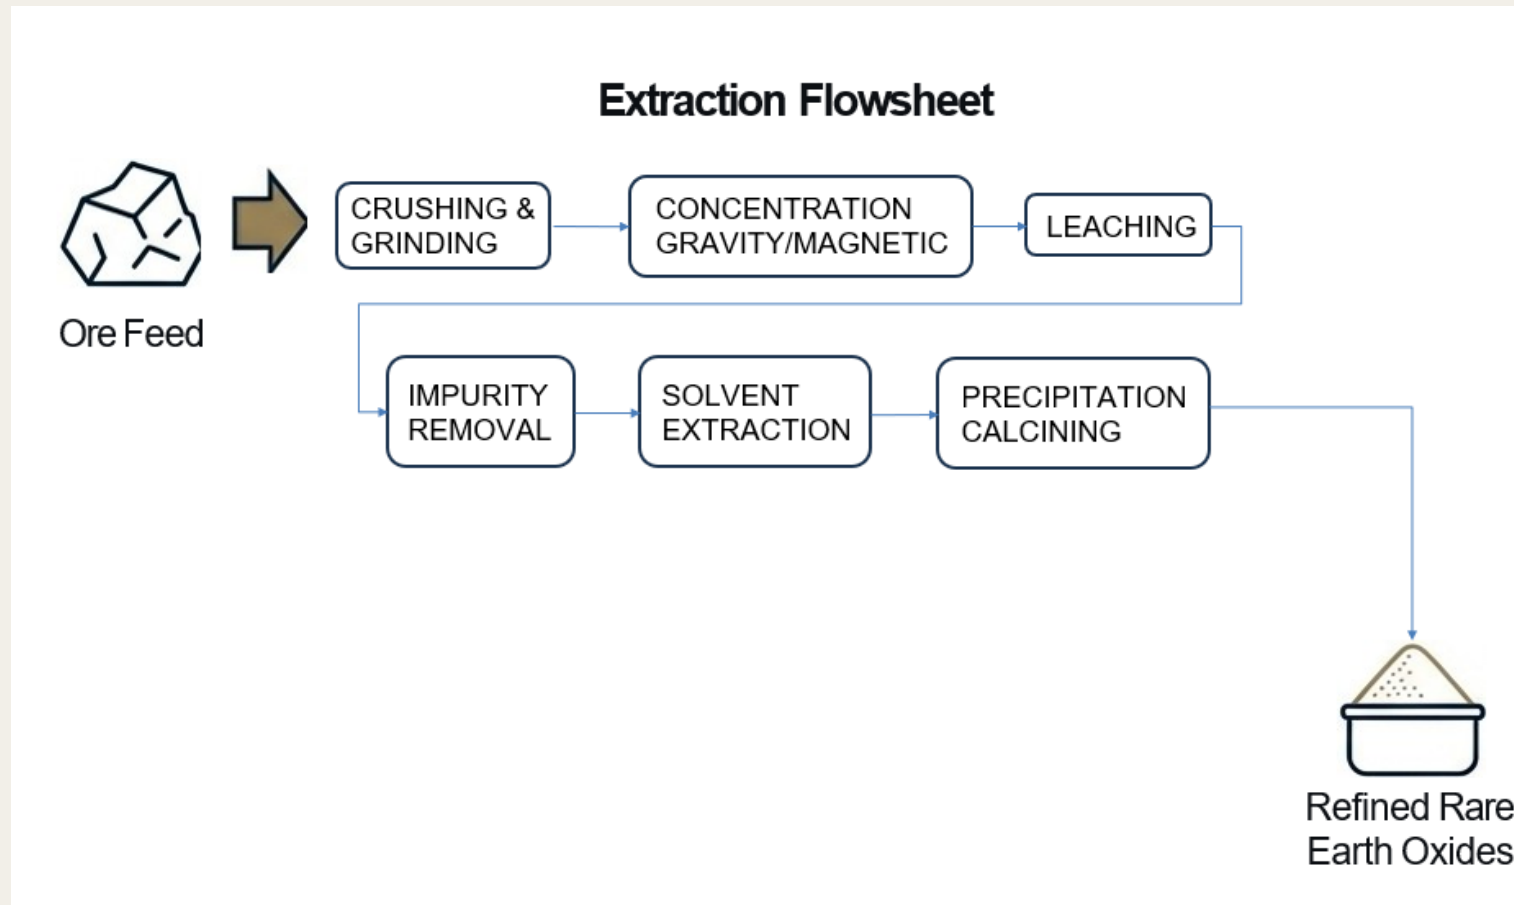 Extraction Flowsheet
CRUSHING &
GRINDING
CONCENTRATION
GRAVITY/MAGNETIC
LEACHING
Ore Feed
IMPURITY
REMOVAL
SOLVENT
EXTRACTION
PRECIPITATION
CALCINING
Refined Rare
Earth Oxides